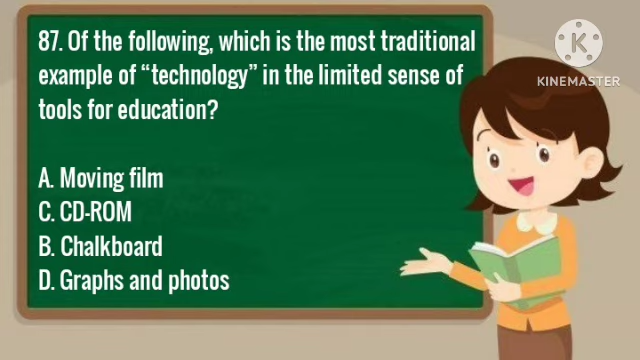 87. Of the following, which is the most traditional
example of “technology” in the limited sense of
tools for education?
A. Moving film
C. CD-ROM
B. Chalkboard
D. Graphs and photos
K
KINEMASTER